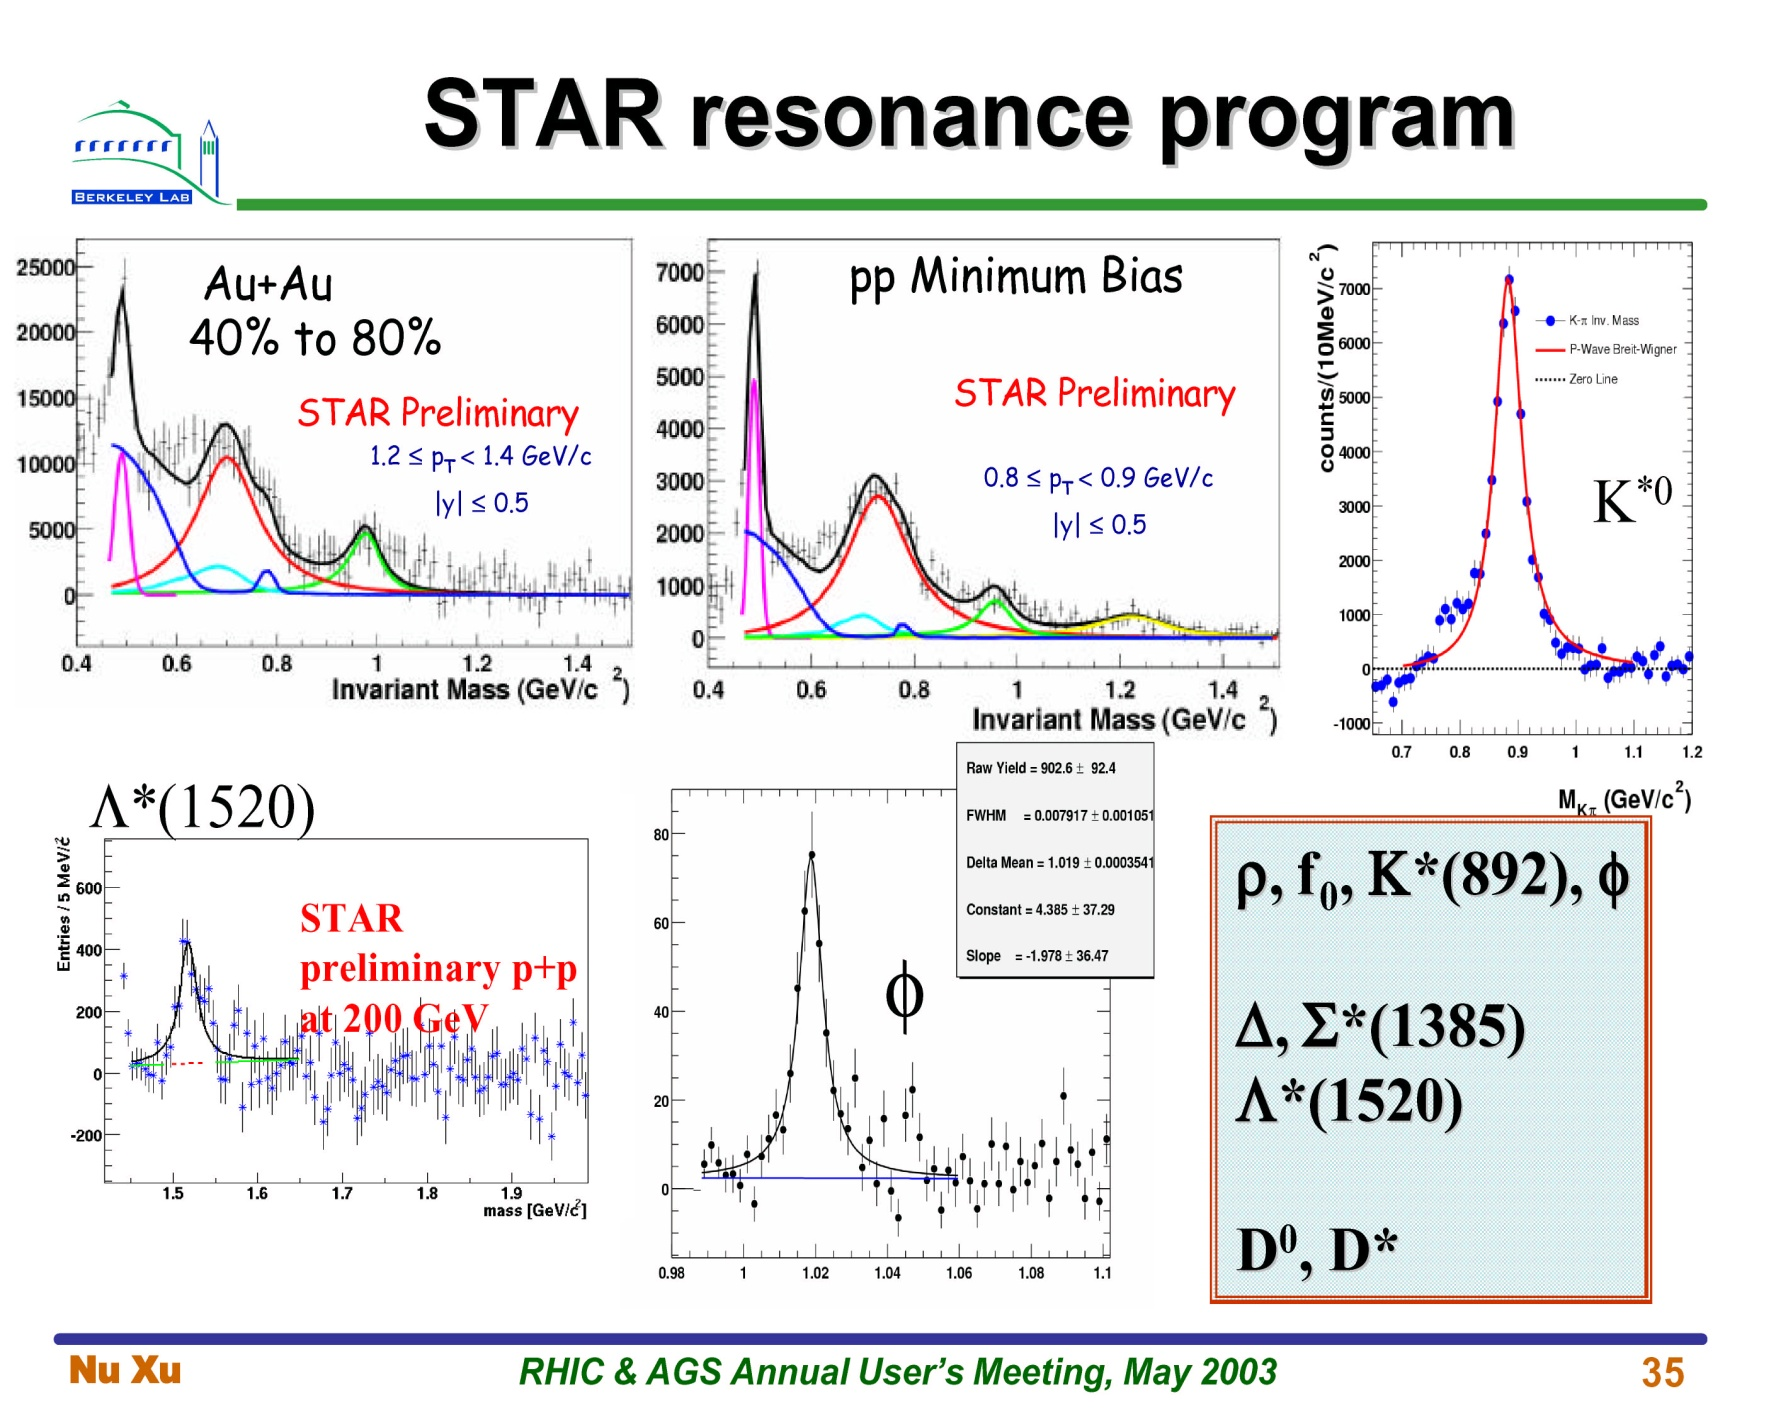 STAR resonance program
BERKELEY LAB
Au+Au
40% to 80%
STAR Preliminary
1.2 ≤ pT < 1.4 GeV/c
|y| ≤ 0.5
25000
20000
15000
10000
5000
0
0.4 0.6 0.8 1 1.2 1.4
Invariant Mass (GeV/c²)
pp Minimum Bias
STAR Preliminary
0.8 ≤ pT < 0.9 GeV/c
|y| ≤ 0.5
7000
6000
5000
4000
3000
2000
1000
0
0.4 0.6 0.8 1 1.2 1.4
Invariant Mass (GeV/c²)
counts/(10MeV/c²)
7000
6000
5000
4000
3000
2000
1000
0
-1000
K-π Inv. Mass
P-Wave Breit-Wigner
Zero Line
K*0
0.7 0.8 0.9 1 1.1 1.2
MKπ (GeV/c²)
Λ*(1520)
Entries / 5 MeV/c²
600
400
200
0
-200
STAR
preliminary p+p
at 200 GeV
1.5 1.6 1.7 1.8 1.9
mass [GeV/c²]
Raw Yield = 902.6 ± 92.4
FWHM = 0.007917 ± 0.001051
Delta Mean = 1.019 ± 0.0003541
Constant = 4.385 ± 37.29
Slope = -1.978 ± 36.47
80
60
40
20
0
ϕ
0.98 1 1.02 1.04 1.06 1.08 1.1
ρ, f0, K*(892), ϕ
Δ, Σ*(1385)
Λ*(1520)
D⁰, D*
Nu Xu
RHIC & AGS Annual User's Meeting, May 2003
35